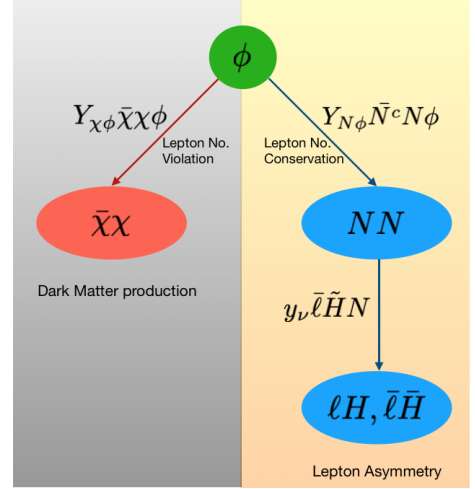 ϕ
Y_{χϕ}χ̄χϕ
Y_{Nϕ}N̄ᶜNϕ
Lepton No.
Violation
Lepton No.
Conservation
χ̄χ
NN
Dark Matter production
y_ν ℓ̄H̃N
ℓH, ℓ̄H̄
Lepton Asymmetry